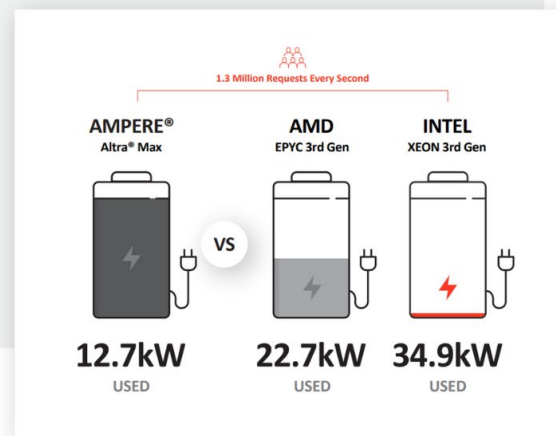 1.3 Million Requests Every Second
AMPERE®
Altra® Max
VS
AMD
EPYC 3rd Gen
INTEL
XEON 3rd Gen
12.7kW
USED
22.7kW
USED
34.9kW
USED